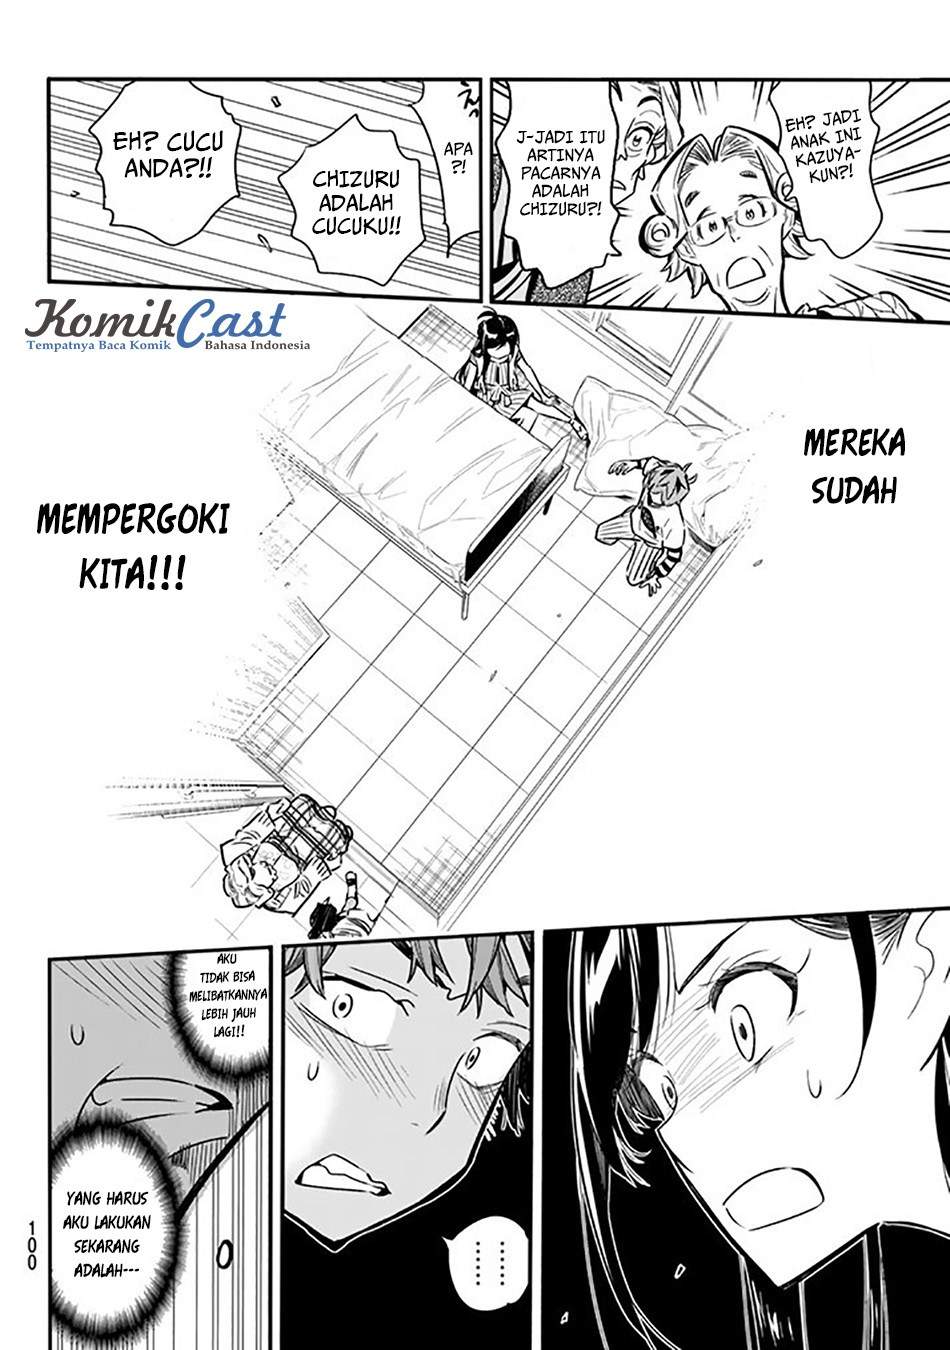 EH? JADI
ANAK INI
KAZUYA-
KUN?!
J-JADI ITU
ARTINYA
PACARNYA
ADALAH
CHIZURU?!
APA
?!
え
CHIZURU
ADALAH
CUCUKU!!
EH? CUCU
ANDA?!!
KomikCast
Tempatnya Baca Komik Bahasa Indonesia
MEREKA
SUDAH
MEMPERGOKI
KITA!!!
AKU
TIDAK BISA
MELIBATKANNYA
LEBIH JAUH
LAGI!!
YANG HARUS
AKU LAKUKAN
SEKARANG
ADALAH---
100